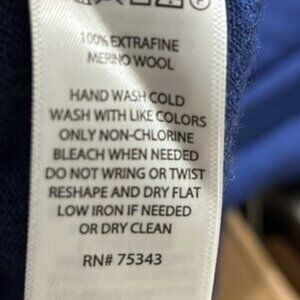 100% EXTRAFINE
MERINO WOOL
HAND WASH COLD
WASH WITH LIKE COLORS
ONLY NON-CHLORINE
BLEACH WHEN NEEDED
DO NOT WRING OR TWIST
RESHAPE AND DRY FLAT
LOW IRON IF NEEDED
OR DRY CLEAN
RN# 75343